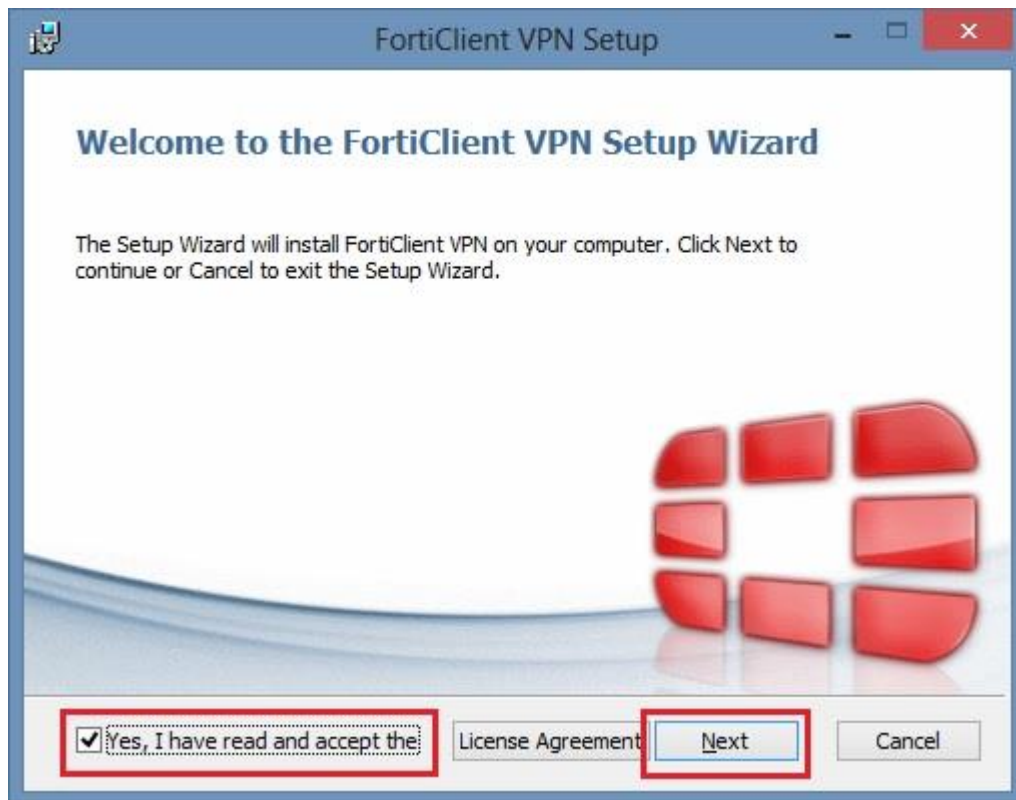 FortiClient VPN Setup
Welcome to the FortiClient VPN Setup Wizard
The Setup Wizard will install FortiClient VPN on your computer. Click Next to
continue or Cancel to exit the Setup Wizard.
Yes, I have read and accept the License Agreement Next Cancel